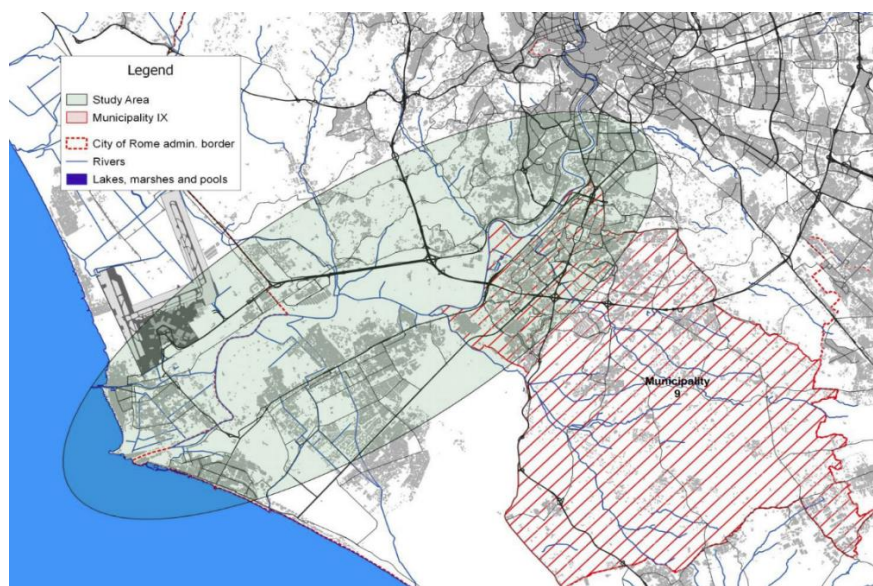 Legend
Study Area
Municipality IX
City of Rome admin. border
Rivers
Lakes, marshes and pools
Municipality
9